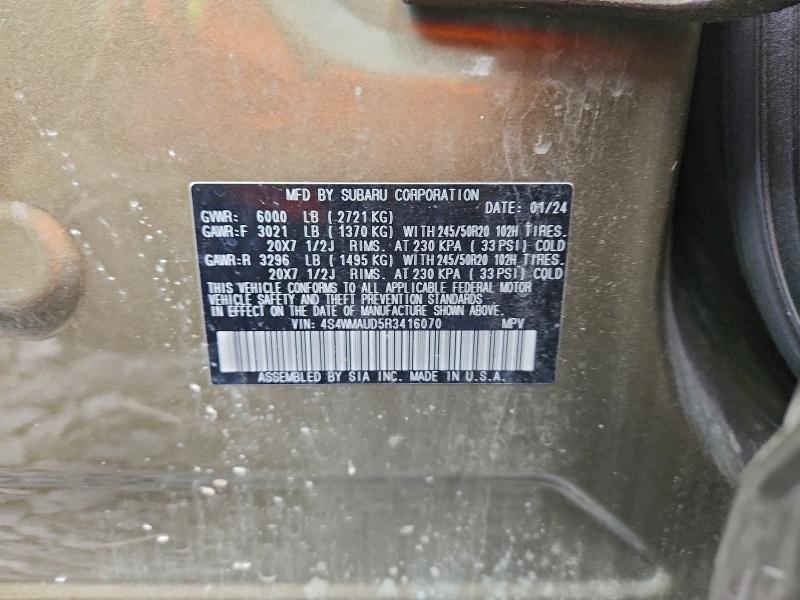 MFD BY SUBARU CORPORATION
DATE: 01/24
GVWR: 6000 LB ( 2721 KG)
GAWR:F 3021 LB ( 1370 KG) WITH 245/50R20 102H TIRES.
20X7 1/2J RIMS. AT 230 KPA ( 33 PSI) COLD
GAWR:R 3296 LB ( 1495 KG) WITH 245/50R20 102H TIRES.
20X7 1/2J RIMS. AT 230 KPA ( 33 PSI) COLD
THIS VEHICLE CONFORMS TO ALL APPLICABLE FEDERAL MOTOR
VEHICLE SAFETY AND THEFT PREVENTION STANDARDS
IN EFFECT ON THE DATE OF MANUFACTURE SHOWN ABOVE.
VIN: 4S4WMAUD5R3416070 MPV
ASSEMBLED BY SIA INC. MADE IN U.S.A.